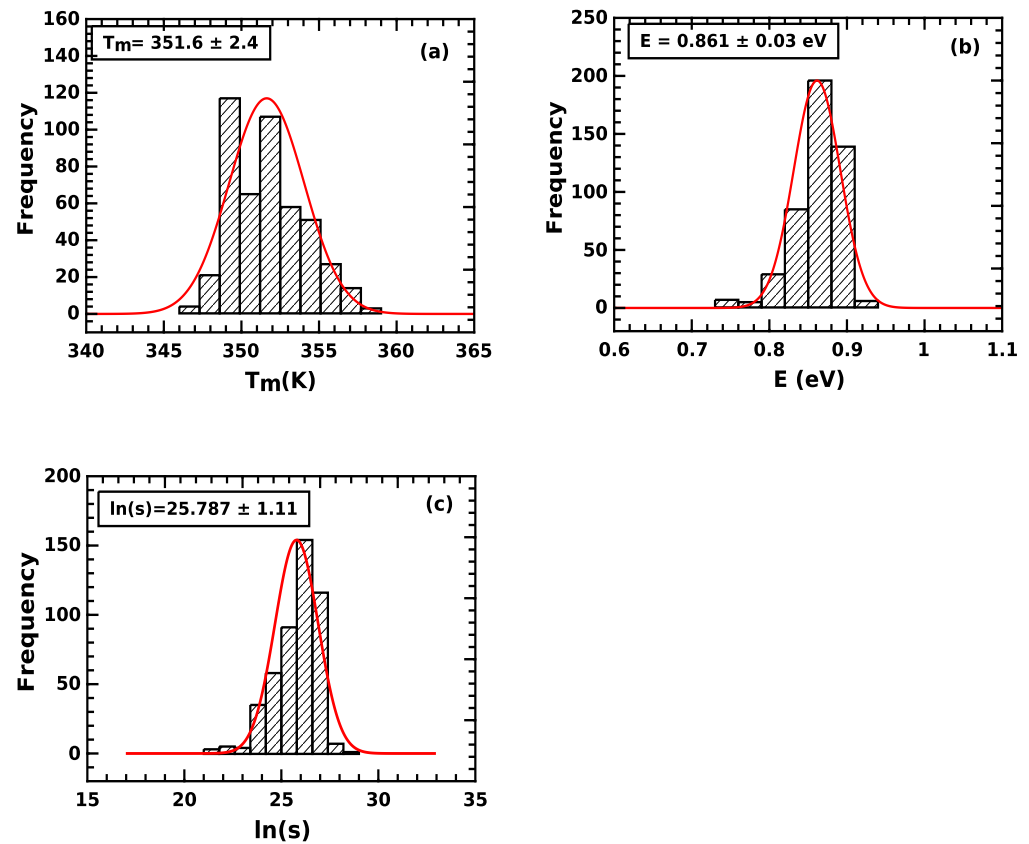 160
140
120
100
80
60
40
20
0
Frequency
Tm= 351.6 ± 2.4
(a)
340 345 350 355 360 365
Tm(K)
250
200
150
100
50
0
Frequency
E = 0.861 ± 0.03 eV
(b)
0.6 0.7 0.8 0.9 1 1.1
E (eV)
200
150
100
50
0
Frequency
ln(s)=25.787 ± 1.11
(c)
15 20 25 30 35
ln(s)